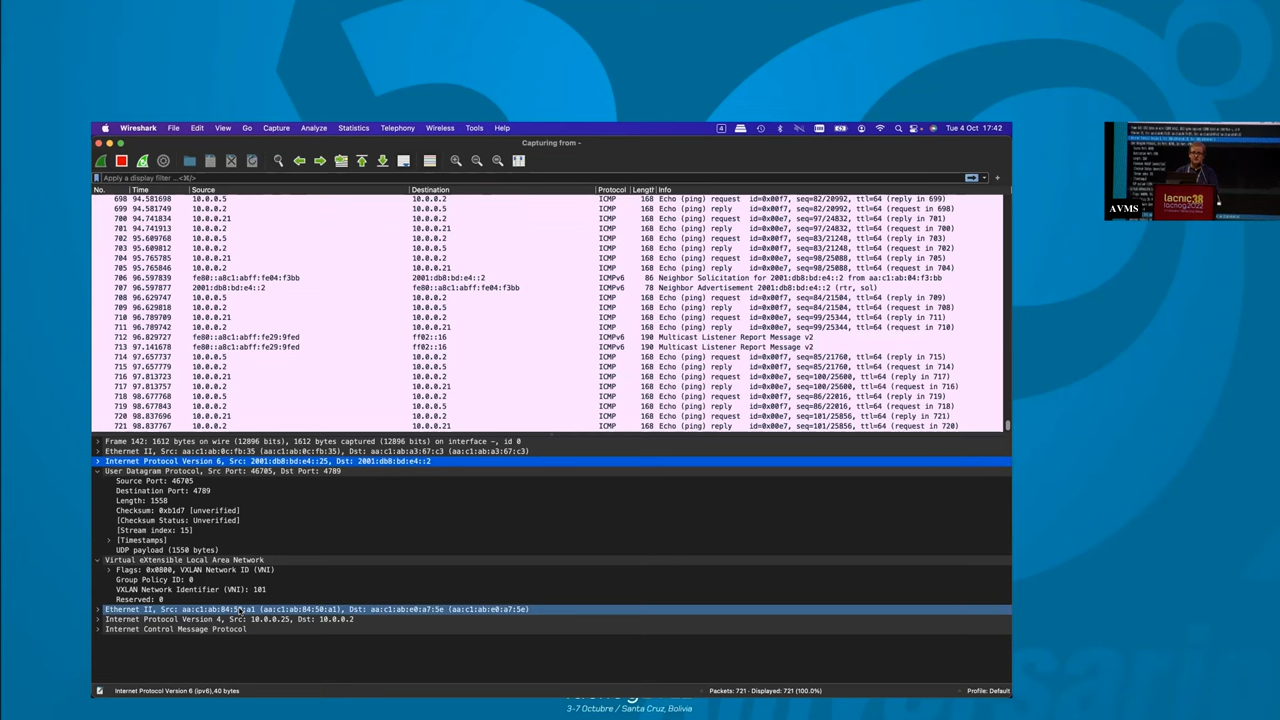 Wireshark File Edit View Go Capture Analyze Statistics Telephony Wireless Tools Help 4 Tue 4 Oct 17:42
Capturing from -
Apply a display filter ... <⌘/>
No. Time Source Destination Protocol Length Info
698 94.581698 10.0.0.5 10.0.0.2 ICMP 168 Echo (ping) request id=0x00f7, seq=82/20992, ttl=64 (reply in 699)
699 94.581749 10.0.0.2 10.0.0.5 ICMP 168 Echo (ping) reply id=0x00f7, seq=82/20992, ttl=64 (request in 698)
700 94.741834 10.0.0.21 10.0.0.2 ICMP 168 Echo (ping) request id=0x00e7, seq=97/24832, ttl=64 (reply in 701)
701 94.741913 10.0.0.2 10.0.0.21 ICMP 168 Echo (ping) reply id=0x00e7, seq=97/24832, ttl=64 (request in 700)
702 95.609768 10.0.0.5 10.0.0.2 ICMP 168 Echo (ping) request id=0x00f7, seq=83/21248, ttl=64 (reply in 703)
703 95.609812 10.0.0.2 10.0.0.5 ICMP 168 Echo (ping) reply id=0x00f7, seq=83/21248, ttl=64 (request in 702)
704 95.765785 10.0.0.21 10.0.0.2 ICMP 168 Echo (ping) request id=0x00e7, seq=98/25088, ttl=64 (reply in 705)
705 95.765846 10.0.0.2 10.0.0.21 ICMP 168 Echo (ping) reply id=0x00e7, seq=98/25088, ttl=64 (request in 704)
706 96.597839 fe80::a8c1:abff:fe04:f3bb 2001:db8:bd:e4::2 ICMPv6 86 Neighbor Solicitation for 2001:db8:bd:e4::2 from aa:c1:ab:04:f3:bb
707 96.597919 2001:db8:bd:e4::2 fe80::a8c1:abff:fe04:f3bb ICMPv6 78 Neighbor Advertisement 2001:db8:bd:e4::2 (rtr, sol)
708 96.629747 10.0.0.5 10.0.0.2 ICMP 168 Echo (ping) request id=0x00f7, seq=84/21504, ttl=64 (reply in 709)
709 96.629818 10.0.0.2 10.0.0.5 ICMP 168 Echo (ping) reply id=0x00f7, seq=84/21504, ttl=64 (request in 708)
710 96.789709 10.0.0.21 10.0.0.2 ICMP 168 Echo (ping) request id=0x00e7, seq=99/25344, ttl=64 (reply in 711)
711 96.789762 10.0.0.2 10.0.0.21 ICMP 168 Echo (ping) reply id=0x00e7, seq=99/25344, ttl=64 (request in 710)
712 96.829727 fe80::a8c1:abff:fe29:9fed ff02::16 ICMPv6 190 Multicast Listener Report Message v2
713 97.141678 fe80::a8c1:abff:fe29:9fed ff02::16 ICMPv6 190 Multicast Listener Report Message v2
714 97.657737 10.0.0.5 10.0.0.2 ICMP 168 Echo (ping) request id=0x00f7, seq=85/21760, ttl=64 (reply in 715)
715 97.657779 10.0.0.2 10.0.0.5 ICMP 168 Echo (ping) reply id=0x00f7, seq=85/21760, ttl=64 (request in 714)
716 97.813723 10.0.0.21 10.0.0.2 ICMP 168 Echo (ping) request id=0x00e7, seq=100/25600, ttl=64 (reply in 717)
717 97.813757 10.0.0.2 10.0.0.21 ICMP 168 Echo (ping) reply id=0x00e7, seq=100/25600, ttl=64 (request in 716)
718 98.677768 10.0.0.5 10.0.0.2 ICMP 168 Echo (ping) request id=0x00f7, seq=86/22016, ttl=64 (reply in 719)
719 98.677843 10.0.0.2 10.0.0.5 ICMP 168 Echo (ping) reply id=0x00f7, seq=86/22016, ttl=64 (request in 718)
720 98.837696 10.0.0.21 10.0.0.2 ICMP 168 Echo (ping) request id=0x00e7, seq=101/25856, ttl=64 (reply in 721)
721 98.837767 10.0.0.2 10.0.0.21 ICMP 168 Echo (ping) reply id=0x00e7, seq=101/25856, ttl=64 (request in 720)
Frame 142: 1612 bytes on wire (12896 bits), 1612 bytes captured (12896 bits) on interface -, id 0
Ethernet II, Src: aa:c1:ab:0c:fb:35 (aa:c1:ab:0c:fb:35), Dst: aa:c1:ab:a3:67:c3 (aa:c1:ab:a3:67:c3)
Internet Protocol Version 6, Src: 2001:db8:bd:e4::25, Dst: 2001:db8:bd:e4::2
User Datagram Protocol, Src Port: 46705, Dst Port: 4789
Source Port: 46705
Destination Port: 4789
Length: 1558
Checksum: 0xb1d7 [unverified]
[Checksum Status: Unverified]
[Stream index: 15]
[Timestamps]
UDP payload (1550 bytes)
Virtual eXtensible Local Area Network
Flags: 0x0800, VXLAN Network ID (VNI)
Group Policy ID: 0
VXLAN Network Identifier (VNI): 101
Reserved: 0
Ethernet II, Src: aa:c1:ab:84:50:a1 (aa:c1:ab:84:50:a1), Dst: aa:c1:ab:e0:a7:5e (aa:c1:ab:e0:a7:5e)
Internet Protocol Version 4, Src: 10.0.0.25, Dst: 10.0.0.2
Internet Control Message Protocol
Internet Protocol Version 6 (ipv6), 40 bytes Packets: 721 · Displayed: 721 (100.0%) Profile: Default
3-7 Octubre / Santa Cruz, Bolivia
AVMS
lacnic38
lacnog2022